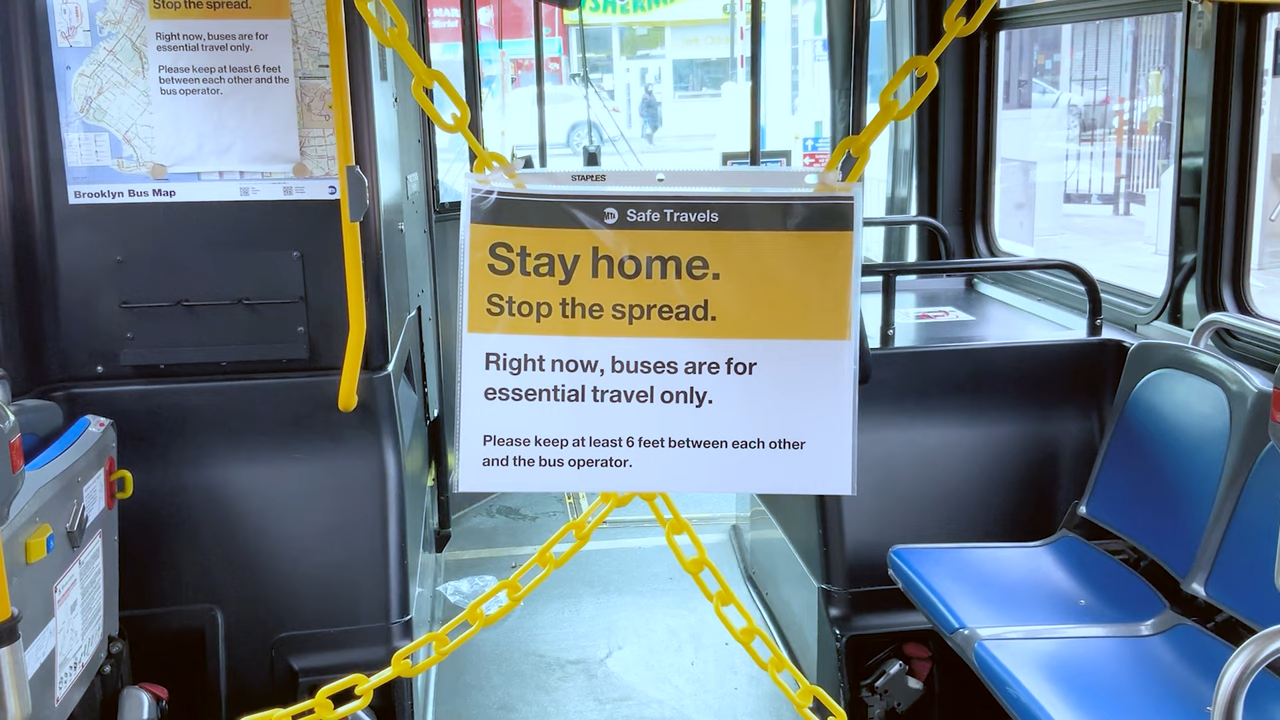 Stop the spread.
Right now, buses are for
essential travel only.
Please keep at least 6 feet
between each other and the
bus operator.
Brooklyn Bus Map
STAPLES
MTA Safe Travels
Stay home.
Stop the spread.
Right now, buses are for
essential travel only.
Please keep at least 6 feet between each other
and the bus operator.